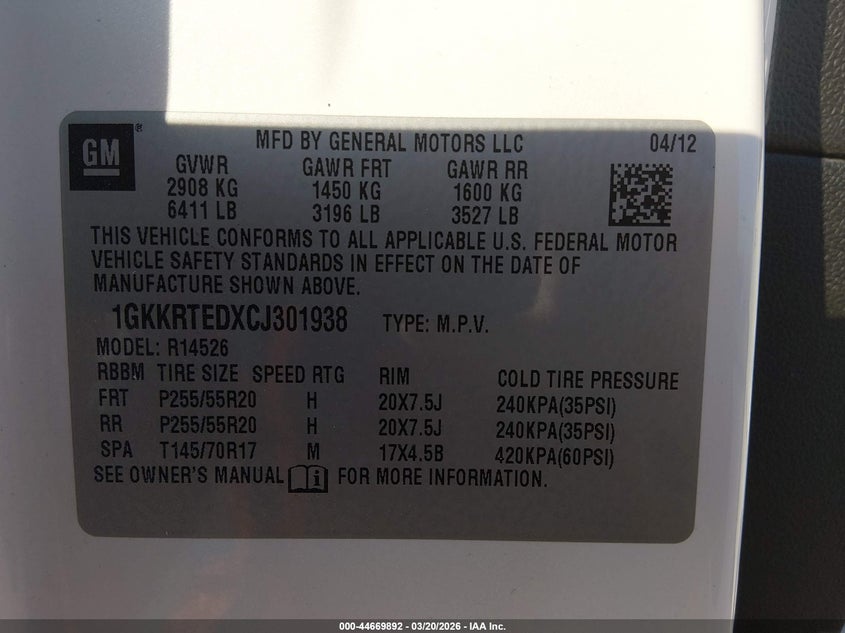 GM ®
MFD BY GENERAL MOTORS LLC 04/12
GVWR GAWR FRT GAWR RR
2908 KG 1450 KG 1600 KG
6411 LB 3196 LB 3527 LB
THIS VEHICLE CONFORMS TO ALL APPLICABLE U.S. FEDERAL MOTOR
VEHICLE SAFETY STANDARDS IN EFFECT ON THE DATE OF
MANUFACTURE SHOWN ABOVE.
1GKKRTEDXCJ301938 TYPE: M.P.V.
MODEL: R14526
RBBM TIRE SIZE SPEED RTG RIM COLD TIRE PRESSURE
FRT P255/55R20 H 20X7.5J 240KPA(35PSI)
RR P255/55R20 H 20X7.5J 240KPA(35PSI)
SPA T145/70R17 M 17X4.5B 420KPA(60PSI)
SEE OWNER'S MANUAL FOR MORE INFORMATION.
000-44669892 - 03/20/2026 - IAA Inc.